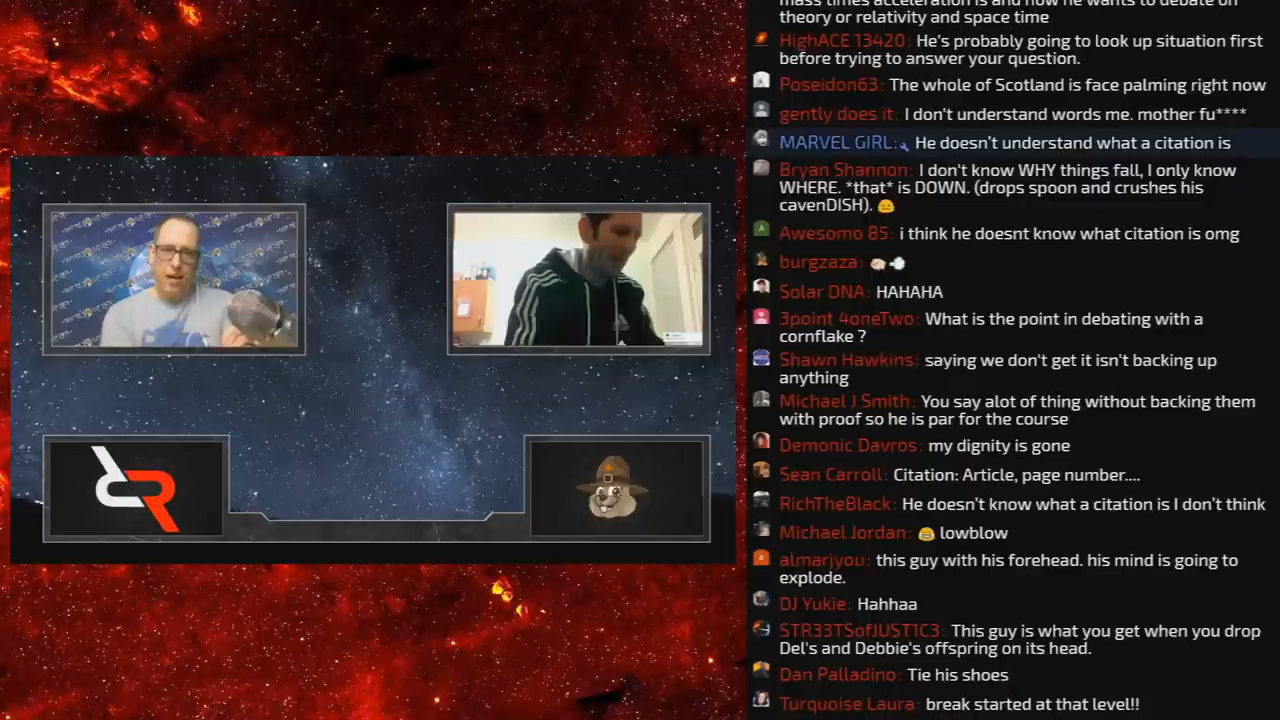 mass times acceleration is and now he wants to debate on
theory or relativity and space time
HighACE 13420: He's probably going to look up situation first
before trying to answer your question.
Poseidon63: The whole of Scotland is face palming right now
gently does it: I don't understand words me. mother fu****
MARVEL GIRL: He doesn't understand what a citation is
Bryan Shannon: I don't know WHY things fall, I only know
WHERE. *that* is DOWN. (drops spoon and crushes his
cavenDISH). 😐
Awesomo 85: i think he doesnt know what citation is omg
burgzaza: 🐑💨
Solar DNA: HAHAHA
3point 4oneTwo: What is the point in debating with a
cornflake ?
Shawn Hawkins: saying we don't get it isn't backing up
anything
Michael J Smith: You say alot of thing without backing them
with proof so he is par for the course
Demonic Davros: my dignity is gone
Sean Carroll: Citation: Article, page number....
RichTheBlack: He doesn't know what a citation is I don't think
Michael Jordan: 😂 lowblow
almarjyou: this guy with his forehead. his mind is going to
explode.
DJ Yukie: Hahhaa
STR33TSofJUST1C3: This guy is what you get when you drop
Del's and Debbie's offspring on its head.
Dan Palladino: Tie his shoes
Turquoise Laura: break started at that level!!